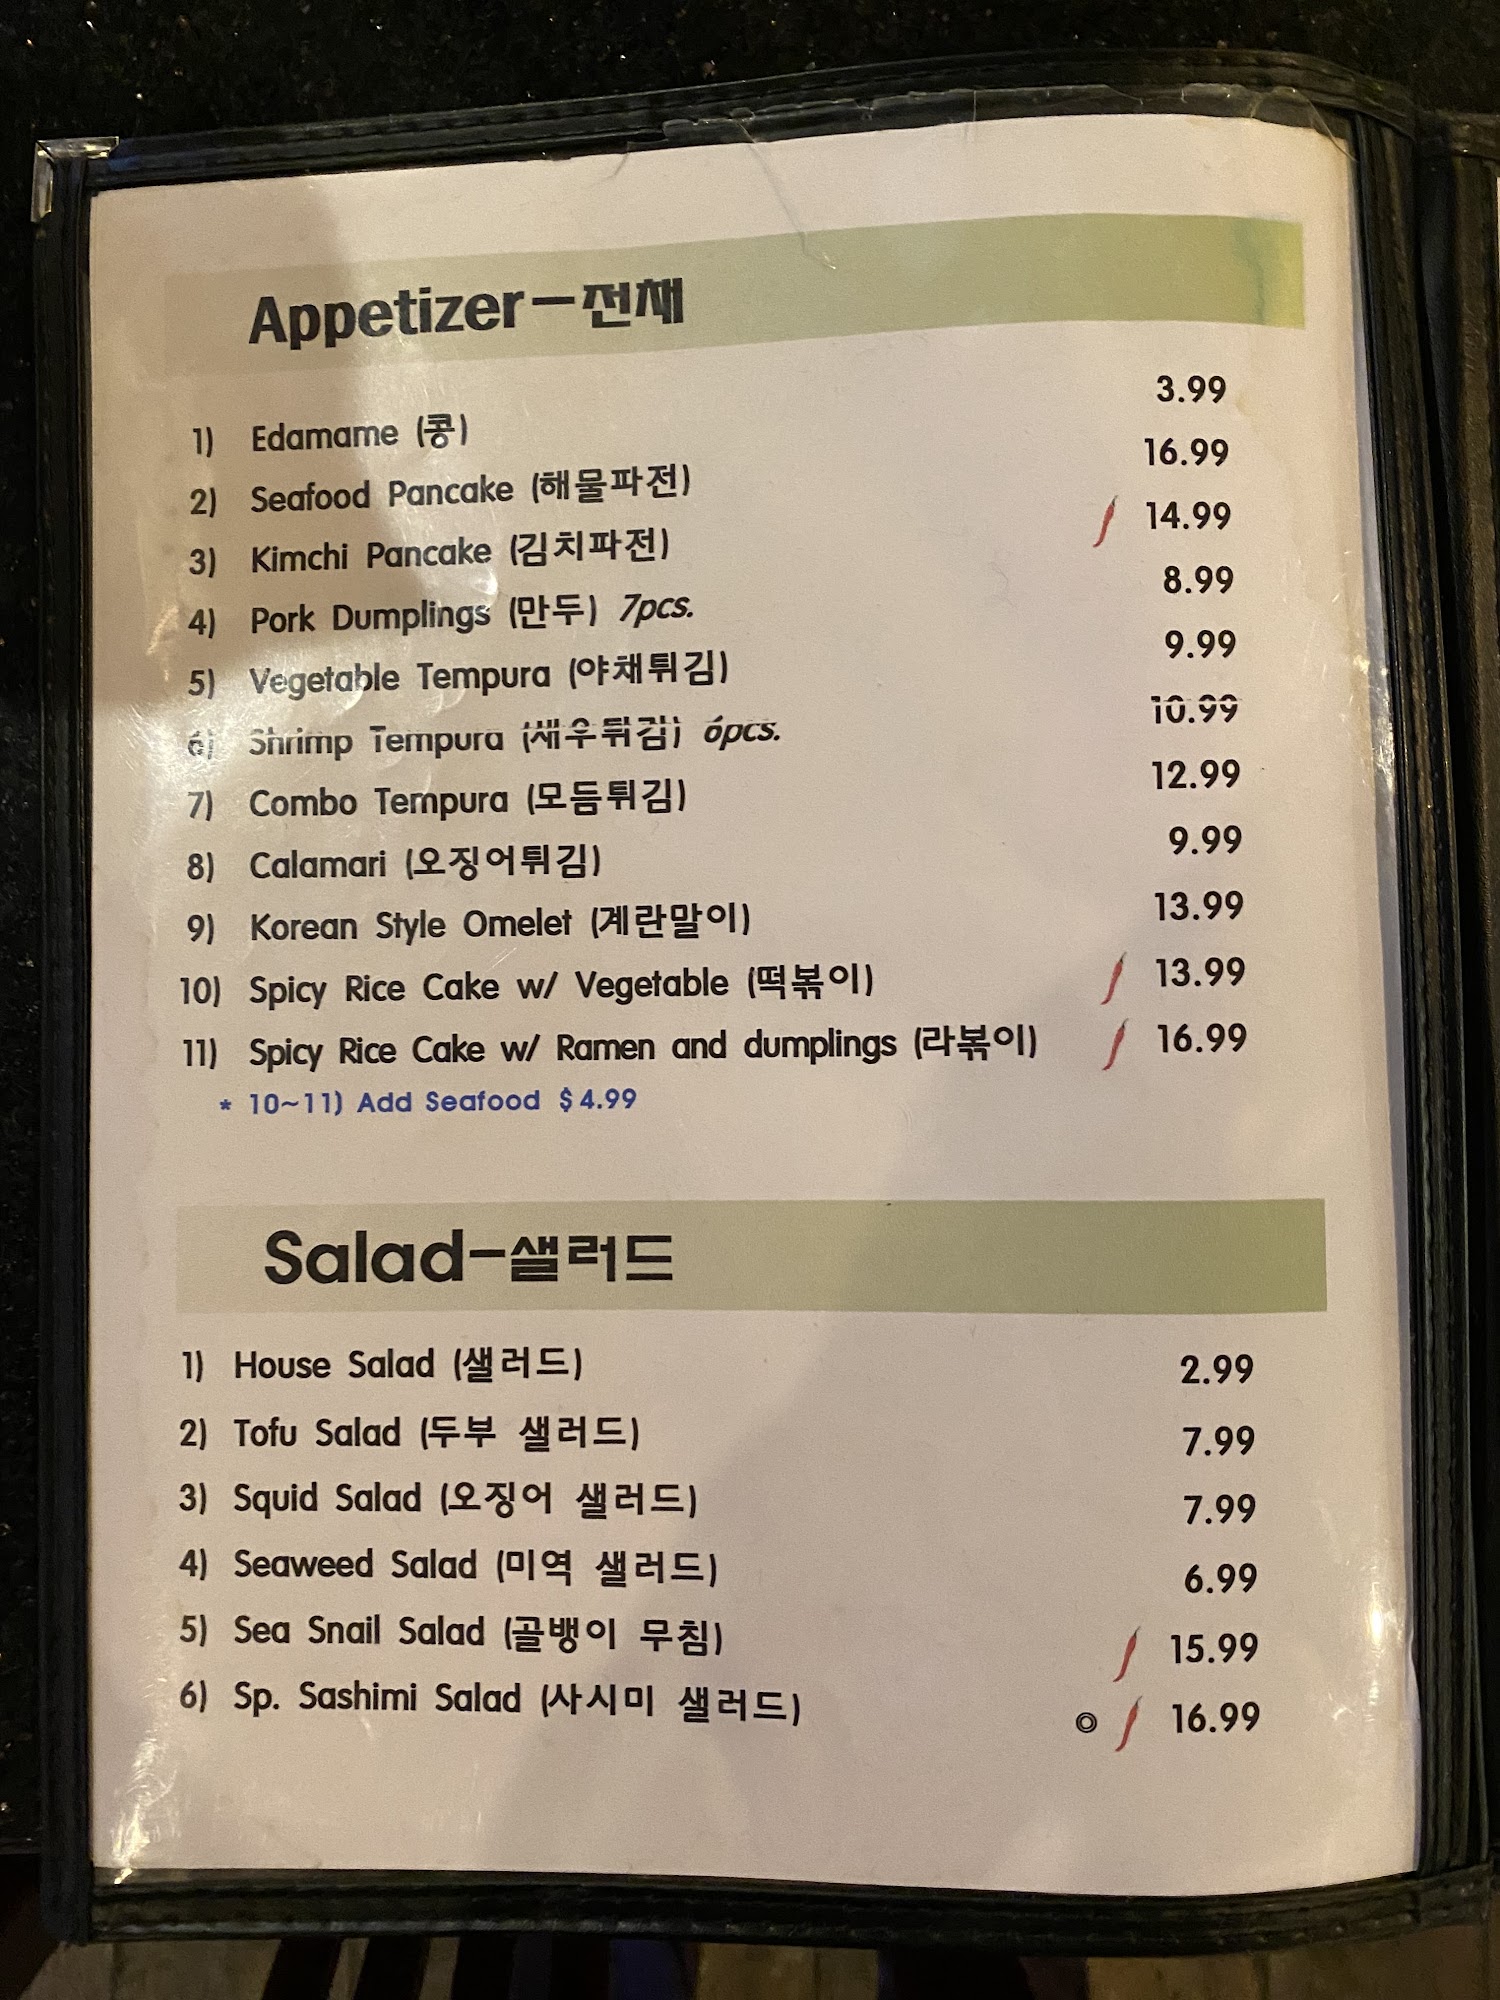 Appetizer-전채
1) Edamame (콩) 3.99
2) Seafood Pancake (해물파전) 16.99
3) Kimchi Pancake (김치파전) 14.99
4) Pork Dumplings (만두) 7pcs. 8.99
5) Vegetable Tempura (야채튀김) 9.99
6) Shrimp Tempura (새우튀김) 6pcs. 10.99
7) Combo Tempura (모듬튀김) 12.99
8) Calamari (오징어튀김) 9.99
9) Korean Style Omelet (계란말이) 13.99
10) Spicy Rice Cake w/ Vegetable (떡볶이) 13.99
11) Spicy Rice Cake w/ Ramen and dumplings (라볶이) 16.99
* 10~11) Add Seafood $4.99
Salad-샐러드
1) House Salad (샐러드) 2.99
2) Tofu Salad (두부 샐러드) 7.99
3) Squid Salad (오징어 샐러드) 7.99
4) Seaweed Salad (미역 샐러드) 6.99
5) Sea Snail Salad (골뱅이 무침) 15.99
6) Sp. Sashimi Salad (사시미 샐러드) ◎ 16.99